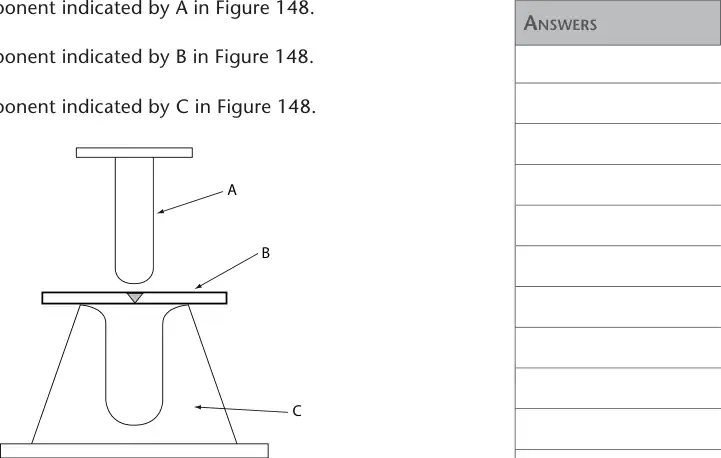 ponent indicated by A in Figure 148.
ANSWERS
ponent indicated by B in Figure 148.
ponent indicated by C in Figure 148.
A
B
C